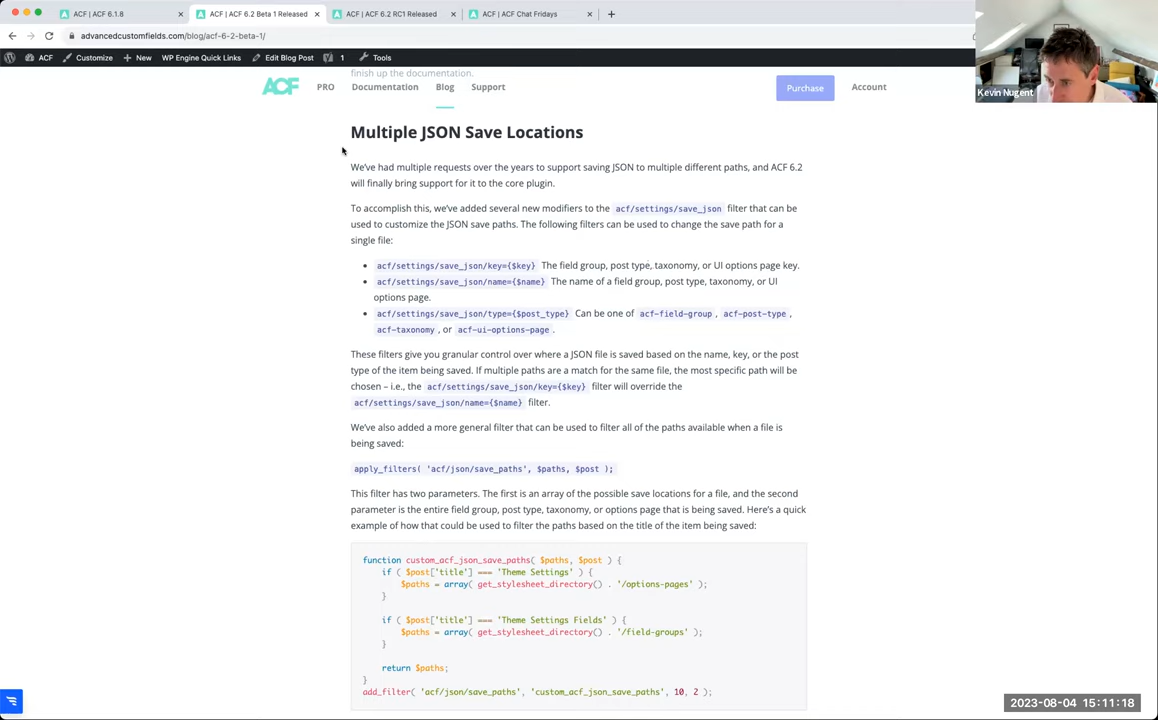 ACF | ACF 6.1.8
ACF | ACF 6.2 Beta 1 Released
ACF | ACF 6.2 RC1 Released
ACF | ACF Chat Fridays
advancedcustomfields.com/blog/acf-6-2-beta-1/
ACF Customize New WP Engine Quick Links Edit Blog Post 1 Tools
Kevin Nugent
finish up the documentation.
ACF PRO Documentation Blog Support Purchase Account
Multiple JSON Save Locations
We've had multiple requests over the years to support saving JSON to multiple different paths, and ACF 6.2
will finally bring support for it to the core plugin.
To accomplish this, we've added several new modifiers to the acf/settings/save_json filter that can be
used to customize the JSON save paths. The following filters can be used to change the save path for a
single file:
acf/settings/save_json/key={$key} The field group, post type, taxonomy, or UI options page key.
acf/settings/save_json/name={$name} The name of a field group, post type, taxonomy, or UI
options page.
acf/settings/save_json/type={$post_type} Can be one of acf-field-group , acf-post-type ,
acf-taxonomy , or acf-ui-options-page .
These filters give you granular control over where a JSON file is saved based on the name, key, or the post
type of the item being saved. If multiple paths are a match for the same file, the most specific path will be
chosen – i.e., the acf/settings/save_json/key={$key} filter will override the
acf/settings/save_json/name={$name} filter.
We've also added a more general filter that can be used to filter all of the paths available when a file is
being saved:
apply_filters( 'acf/json/save_paths', $paths, $post );
This filter has two parameters. The first is an array of the possible save locations for a file, and the second
parameter is the entire field group, post type, taxonomy, or options page that is being saved. Here's a quick
example of how that could be used to filter the paths based on the title of the item being saved:
function custom_acf_json_save_paths( $paths, $post ) {
if ( $post['title'] === 'Theme Settings' ) {
$paths = array( get_stylesheet_directory() . '/options-pages' );
}
if ( $post['title'] === 'Theme Settings Fields' ) {
$paths = array( get_stylesheet_directory() . '/field-groups' );
}
return $paths;
}
add_filter( 'acf/json/save_paths', 'custom_acf_json_save_paths', 10, 2 );
2023-08-04 15:11:18